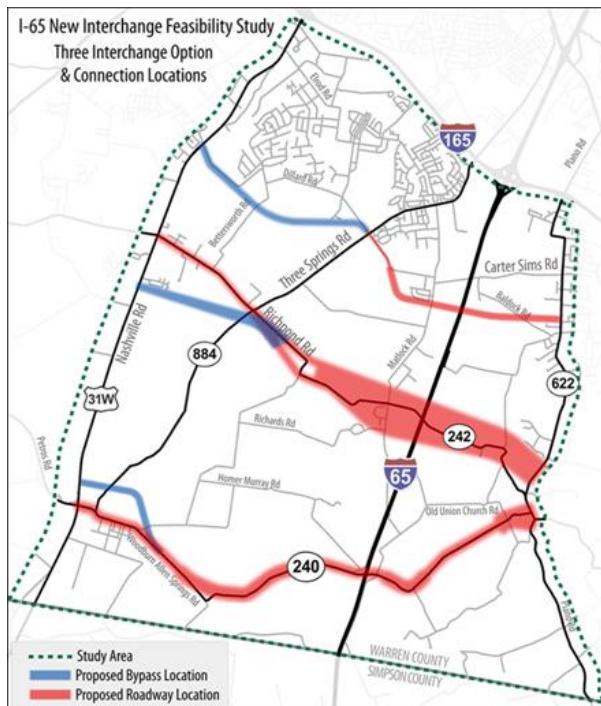 I-65 New Interchange Feasibility Study
Three Interchange Option
& Connection Locations
Elrod Rd
165
Plano Rd
Dillard Rd
Bettersworth Rd
Three Springs Rd
Carter Sims Rd
Baldock Rd
Nashville Rd
Richpond Rd
Matlock Rd
884
622
31W
242
Richards Rd
Petros Rd
65
Homer Murray Rd
Old Union Church Rd
Woodburn Allen Springs Rd
240
Plano Rd
WARREN COUNTY
SIMPSON COUNTY
Study Area
Proposed Bypass Location
Proposed Roadway Location